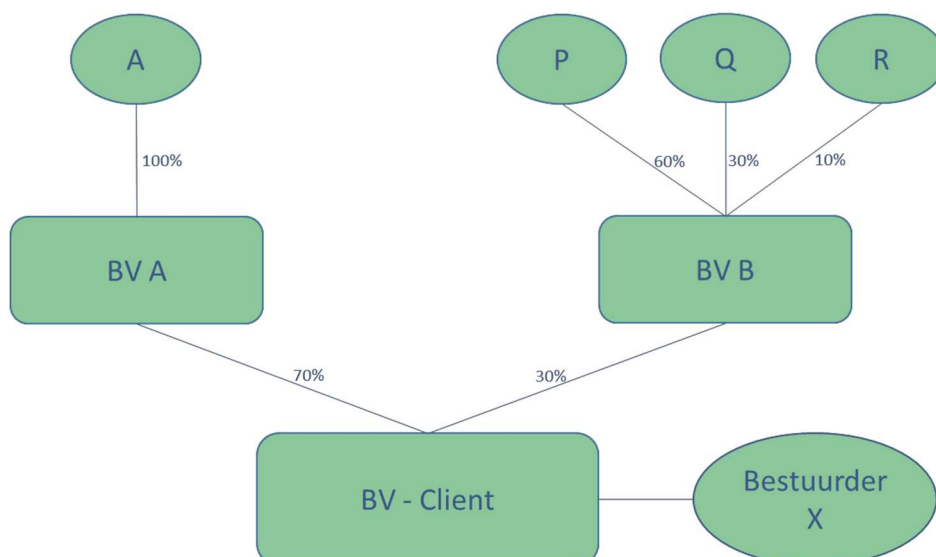 A
P
Q
R
100%
60%
30%
10%
BV A
BV B
70%
30%
BV - Client
Bestuurder
X